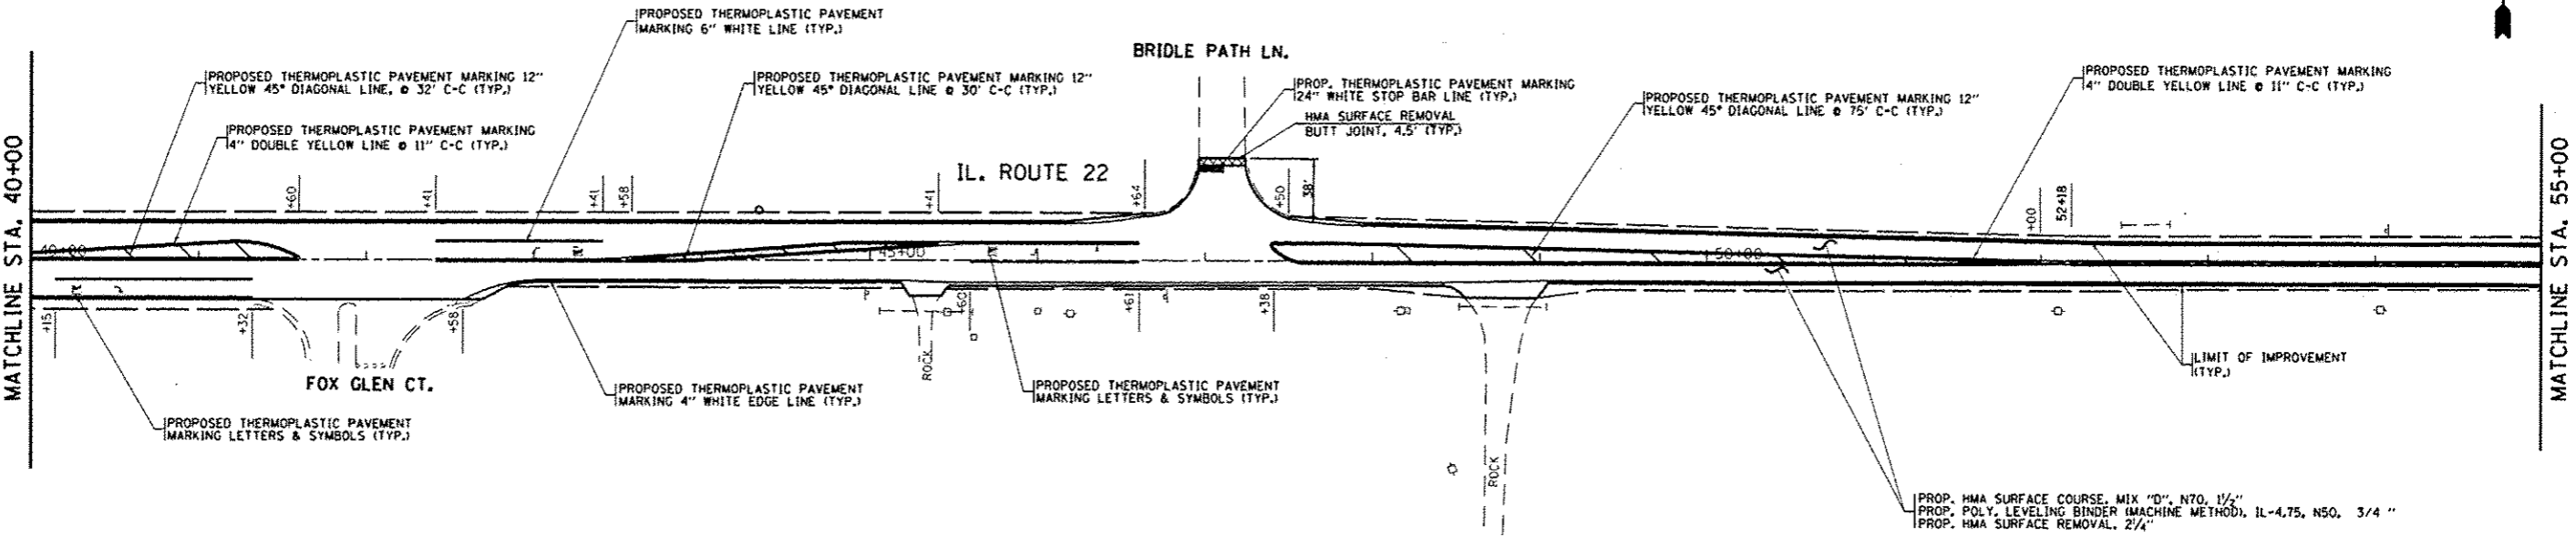 PROPOSED THERMOPLASTIC PAVEMENT
MARKING 6" WHITE LINE (TYP.)
BRIDLE PATH LN.
PROPOSED THERMOPLASTIC PAVEMENT MARKING 12"
YELLOW 45° DIAGONAL LINE, @ 32' C-C (TYP.)
PROPOSED THERMOPLASTIC PAVEMENT MARKING 12"
YELLOW 45° DIAGONAL LINE @ 30' C-C (TYP.)
PROP. THERMOPLASTIC PAVEMENT MARKING
24" WHITE STOP BAR LINE (TYP.)
HMA SURFACE REMOVAL
BUTT JOINT, 4.5' (TYP.)
PROPOSED THERMOPLASTIC PAVEMENT MARKING 12"
YELLOW 45° DIAGONAL LINE @ 75' C-C (TYP.)
PROPOSED THERMOPLASTIC PAVEMENT MARKING
4" DOUBLE YELLOW LINE @ 11" C-C (TYP.)
PROPOSED THERMOPLASTIC PAVEMENT MARKING
4" DOUBLE YELLOW LINE @ 11" C-C (TYP.)
MATCHLINE STA. 40+00
IL. ROUTE 22
MATCHLINE STA. 55+00
+60
+41
+41
+58
+41
+64
+50
38'
+00
52+18
40+00
45+00
50+00
+15
+32
+58
+60
+61
+38
ROCK
ROCK
FOX GLEN CT.
PROPOSED THERMOPLASTIC PAVEMENT
MARKING LETTERS & SYMBOLS (TYP.)
PROPOSED THERMOPLASTIC PAVEMENT
MARKING 4" WHITE EDGE LINE (TYP.)
PROPOSED THERMOPLASTIC PAVEMENT
MARKING LETTERS & SYMBOLS (TYP.)
LIMIT OF IMPROVEMENT
(TYP.)
PROP. HMA SURFACE COURSE, MIX "D", N70, 1½"
PROP. POLY. LEVELING BINDER (MACHINE METHOD), IL-4.75, N50, 3/4 "
PROP. HMA SURFACE REMOVAL, 2¼"